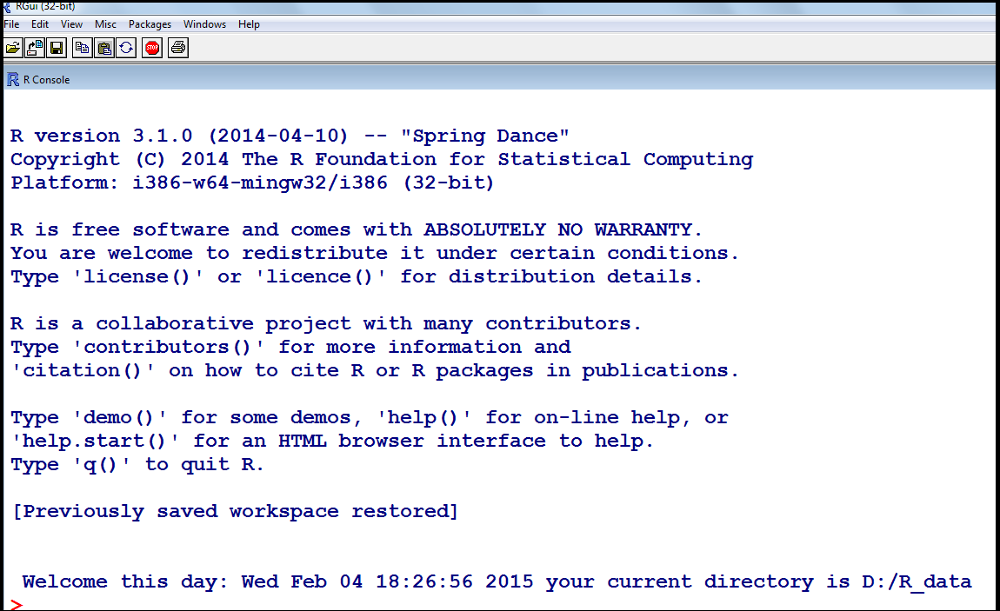 RGui (32-bit)
File Edit View Misc Packages Windows Help
STOP
R Console
R version 3.1.0 (2014-04-10) -- "Spring Dance"
Copyright (C) 2014 The R Foundation for Statistical Computing
Platform: i386-w64-mingw32/i386 (32-bit)
R is free software and comes with ABSOLUTELY NO WARRANTY.
You are welcome to redistribute it under certain conditions.
Type 'license()' or 'licence()' for distribution details.
R is a collaborative project with many contributors.
Type 'contributors()' for more information and
'citation()' on how to cite R or R packages in publications.
Type 'demo()' for some demos, 'help()' for on-line help, or
'help.start()' for an HTML browser interface to help.
Type 'q()' to quit R.
[Previously saved workspace restored]
Welcome this day: Wed Feb 04 18:26:56 2015 your current directory is D:/R_data
>